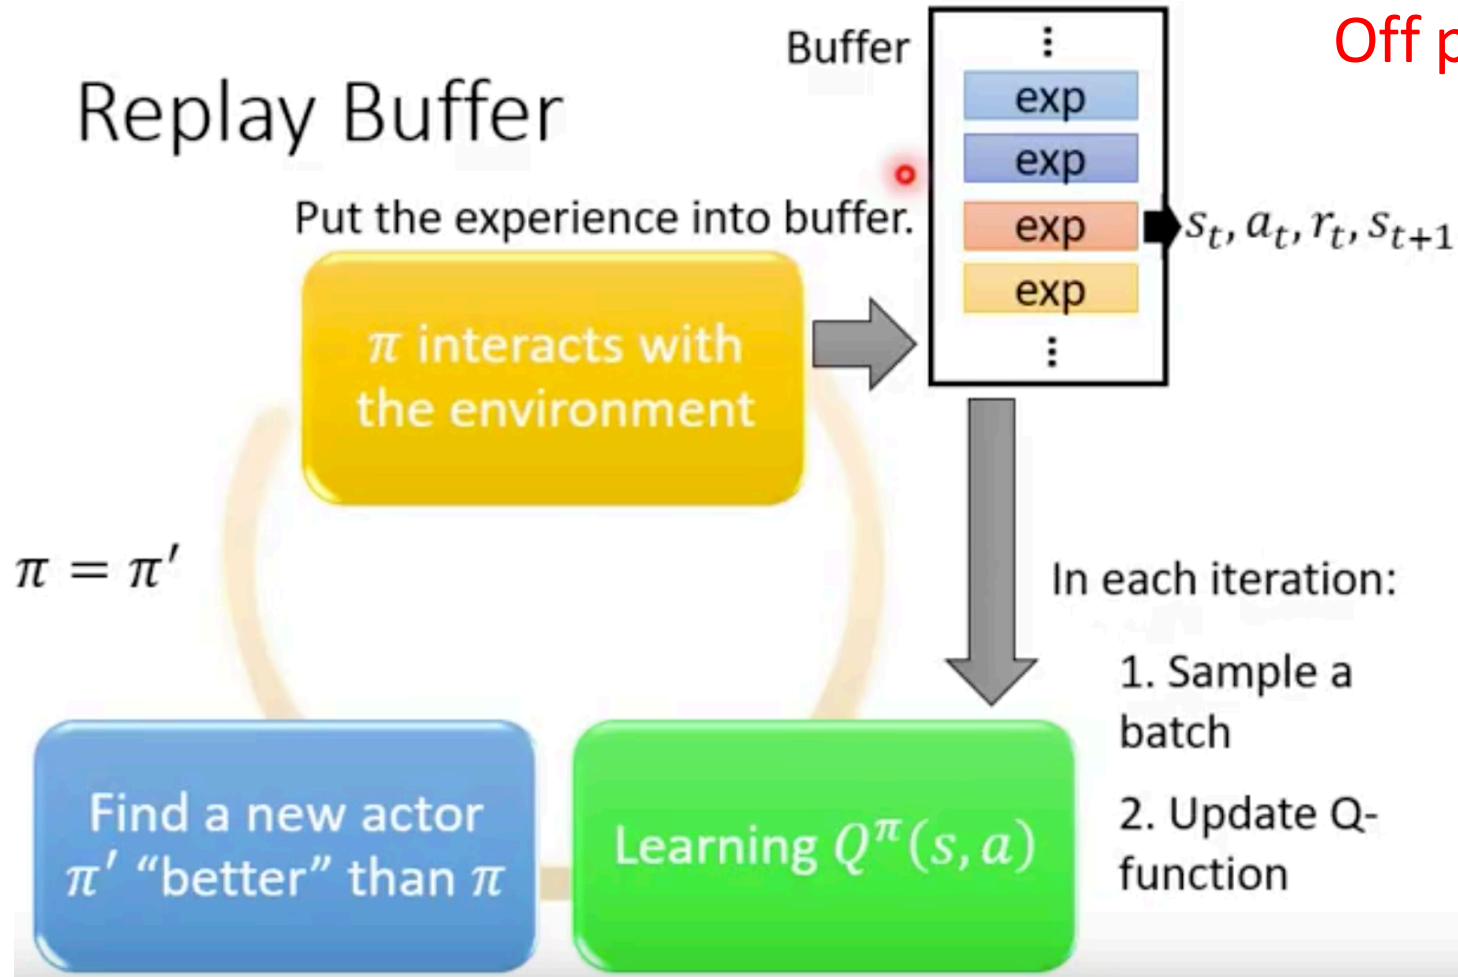 Replay Buffer
Buffer
Off p
⋮
exp
exp
exp
exp
⋮
Put the experience into buffer.
s_t, a_t, r_t, s_{t+1}
π interacts with
the environment
π = π′
In each iteration:
1. Sample a
batch
2. Update Q-
function
Find a new actor
π′ “better” than π
Learning Q^π(s, a)